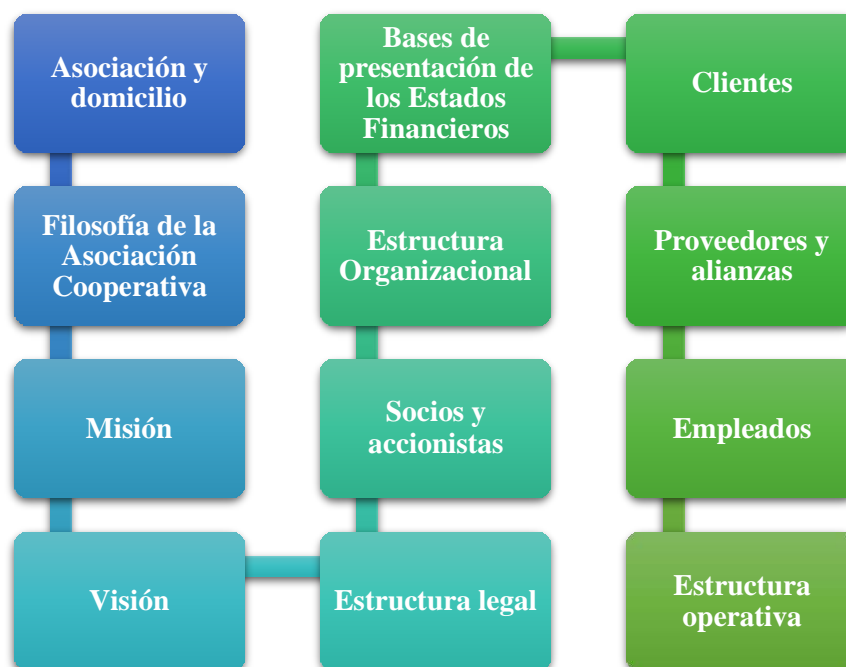 Asociación y
domicilio
Filosofía de la
Asociación
Cooperativa
Misión
Visión
Estructura legal
Socios y
accionistas
Estructura
Organizacional
Bases de
presentación de
los Estados
Financieros
Clientes
Proveedores y
alianzas
Empleados
Estructura
operativa